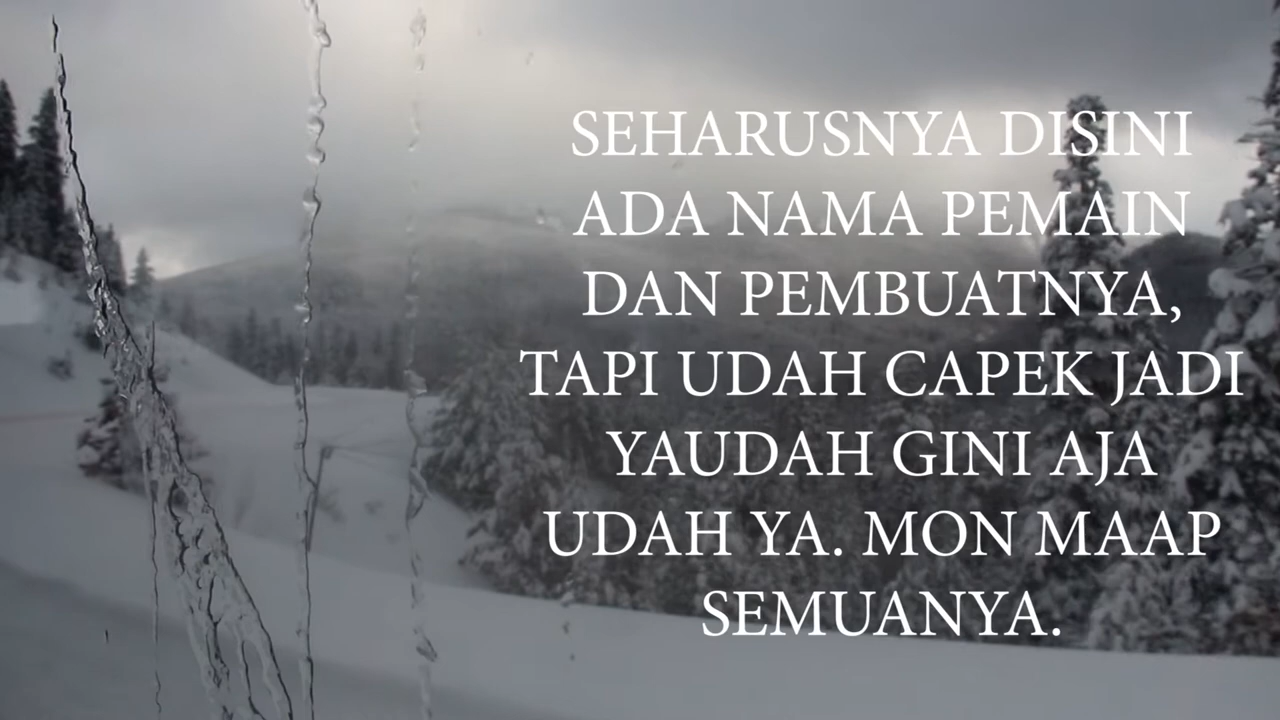 SEHARUSNYA DISINI
ADA NAMA PEMAIN
DAN PEMBUATNYA,
TAPI UDAH CAPEK JADI
YAUDAH GINI AJA
UDAH YA. MON MAAP
SEMUANYA.